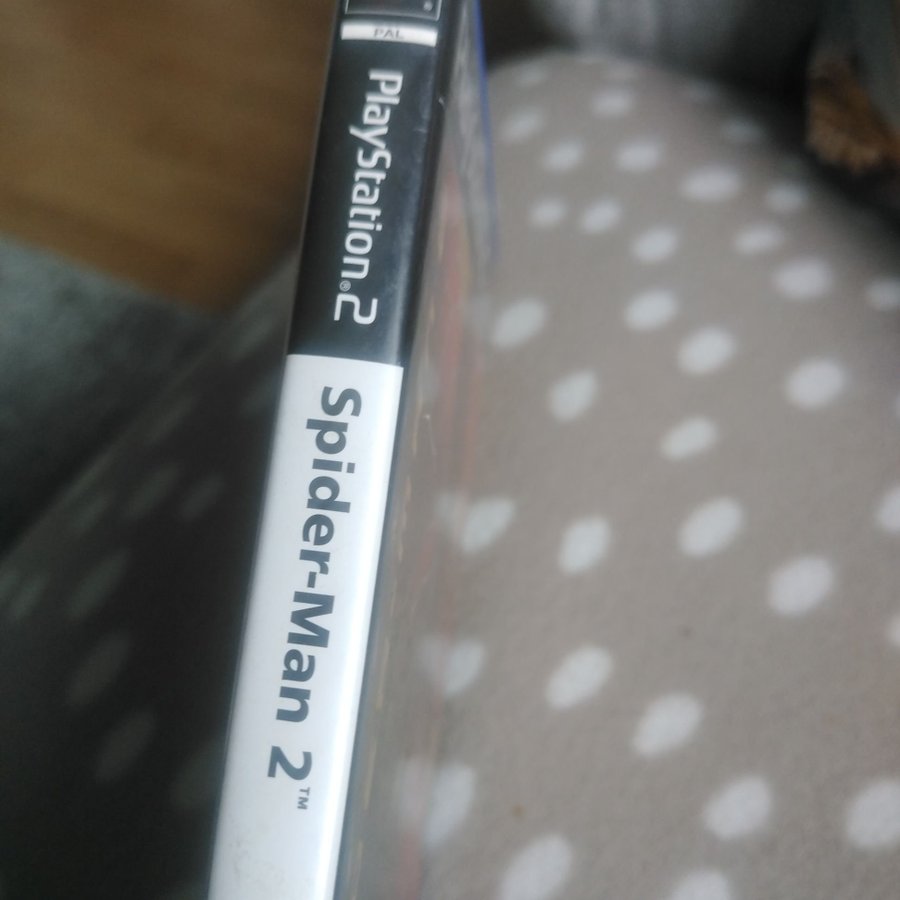 PAL
PlayStation®2
Spider-Man 2™